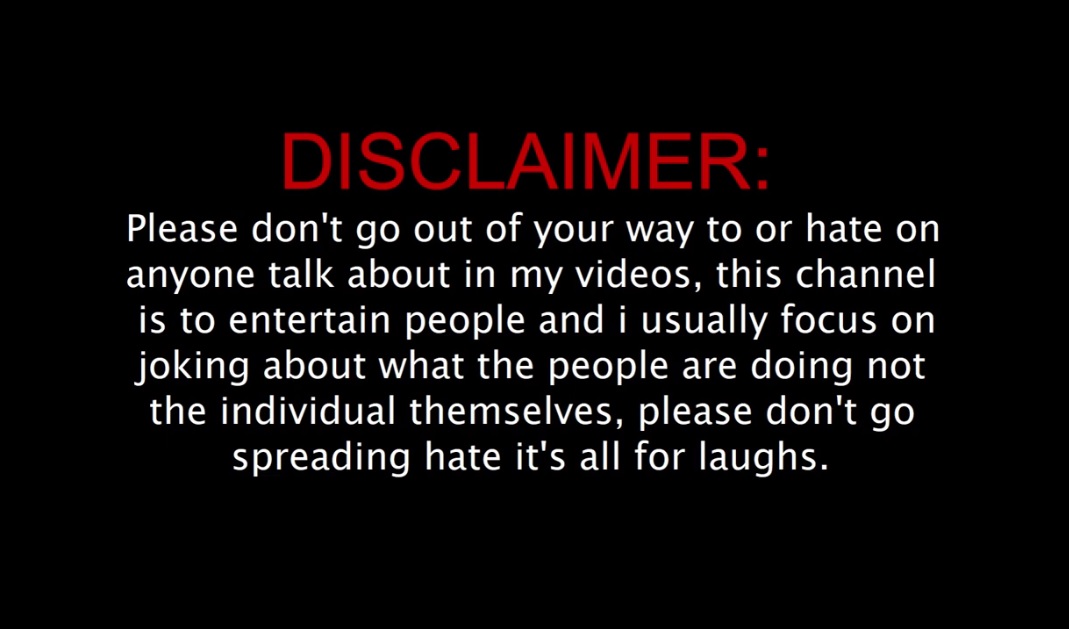 DISCLAIMER:
Please don't go out of your way to or hate on
anyone talk about in my videos, this channel
is to entertain people and i usually focus on
joking about what the people are doing not
the individual themselves, please don't go
spreading hate it's all for laughs.